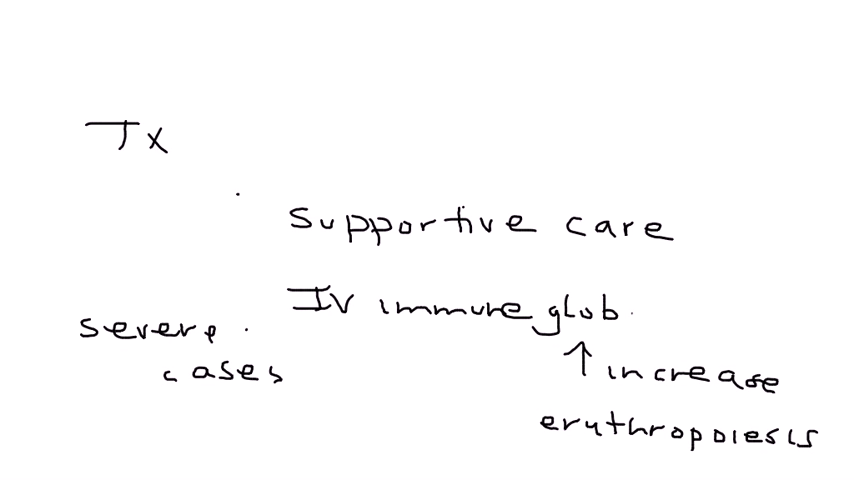 Tx
supportive care
IV immune glob.
severe
cases
↑ increase
erythropoiesis